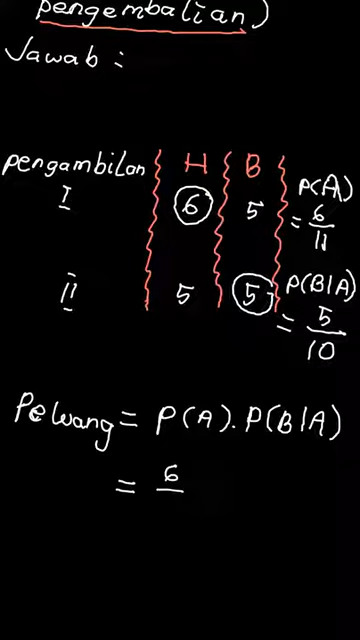 pengembalian)
Jawab :
pengambilan H B P(A)
I 6 5 = 6/11
II 5 5 P(B|A)
= 5/10
Peluang = P(A) . P(B|A)
= 6